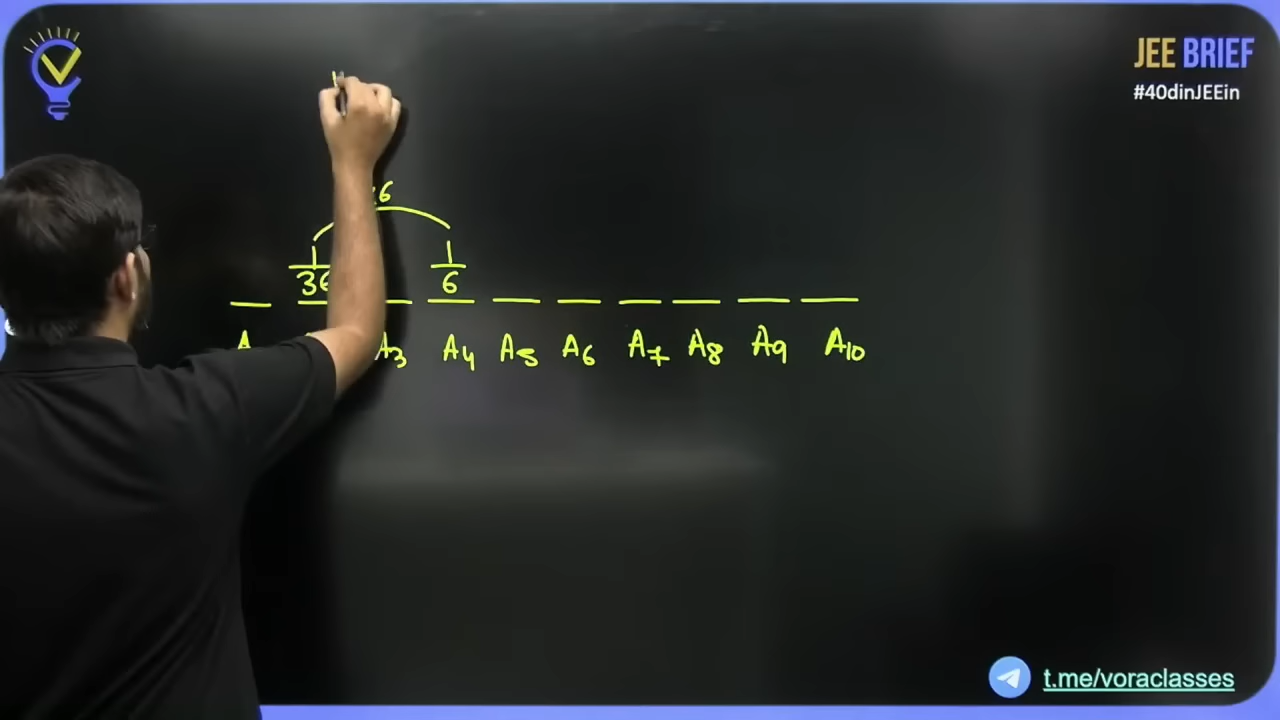 JEE BRIEF
#40dinJEEin
6
1/36 1/6
A A3 A4 A5 A6 A7 A8 A9 A10
t.me/voraclasses